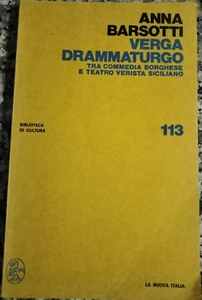 ANNA
BARSOTTI
VERGA
DRAMMATURGO
TRA COMMEDIA BORGHESE
E TEATRO VERISTA SICILIANO
113
BIBLIOTECA
DI CULTURA
LA NUOVA ITALIA